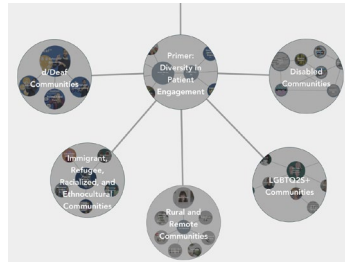 Primer:
Diversity in
Patient
Engagement
d/Deaf
Communities
Disabled
Communities
Immigrant,
Refugee,
Racialized, and
Ethnocultural
Communities
LGBTQ2S+
Communities
Rural and
Remote
Communities